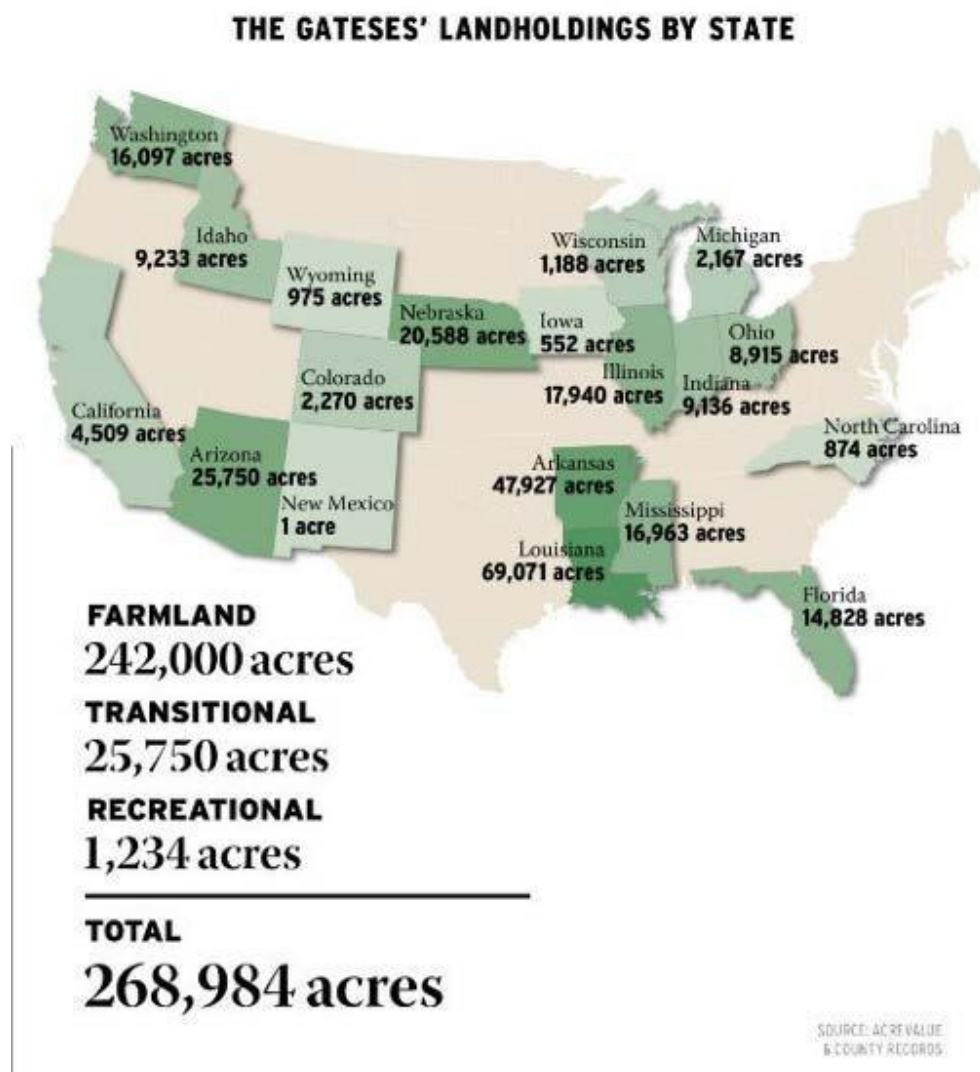 THE GATESES’ LANDHOLDINGS BY STATE
Washington
16,097 acres
Idaho
9,233 acres
Wyoming
975 acres
Nebraska
20,588 acres
Iowa
552 acres
Wisconsin
1,188 acres
Michigan
2,167 acres
Ohio
8,915 acres
Illinois
17,940 acres
Indiana
9,136 acres
Colorado
2,270 acres
California
4,509 acres
Arizona
25,750 acres
New Mexico
1 acre
North Carolina
874 acres
Arkansas
47,927 acres
Mississippi
16,963 acres
Louisiana
69,071 acres
Florida
14,828 acres
FARMLAND
242,000 acres
TRANSITIONAL
25,750 acres
RECREATIONAL
1,234 acres
TOTAL
268,984 acres
SOURCE: ACREVALUE
& COUNTY RECORDS